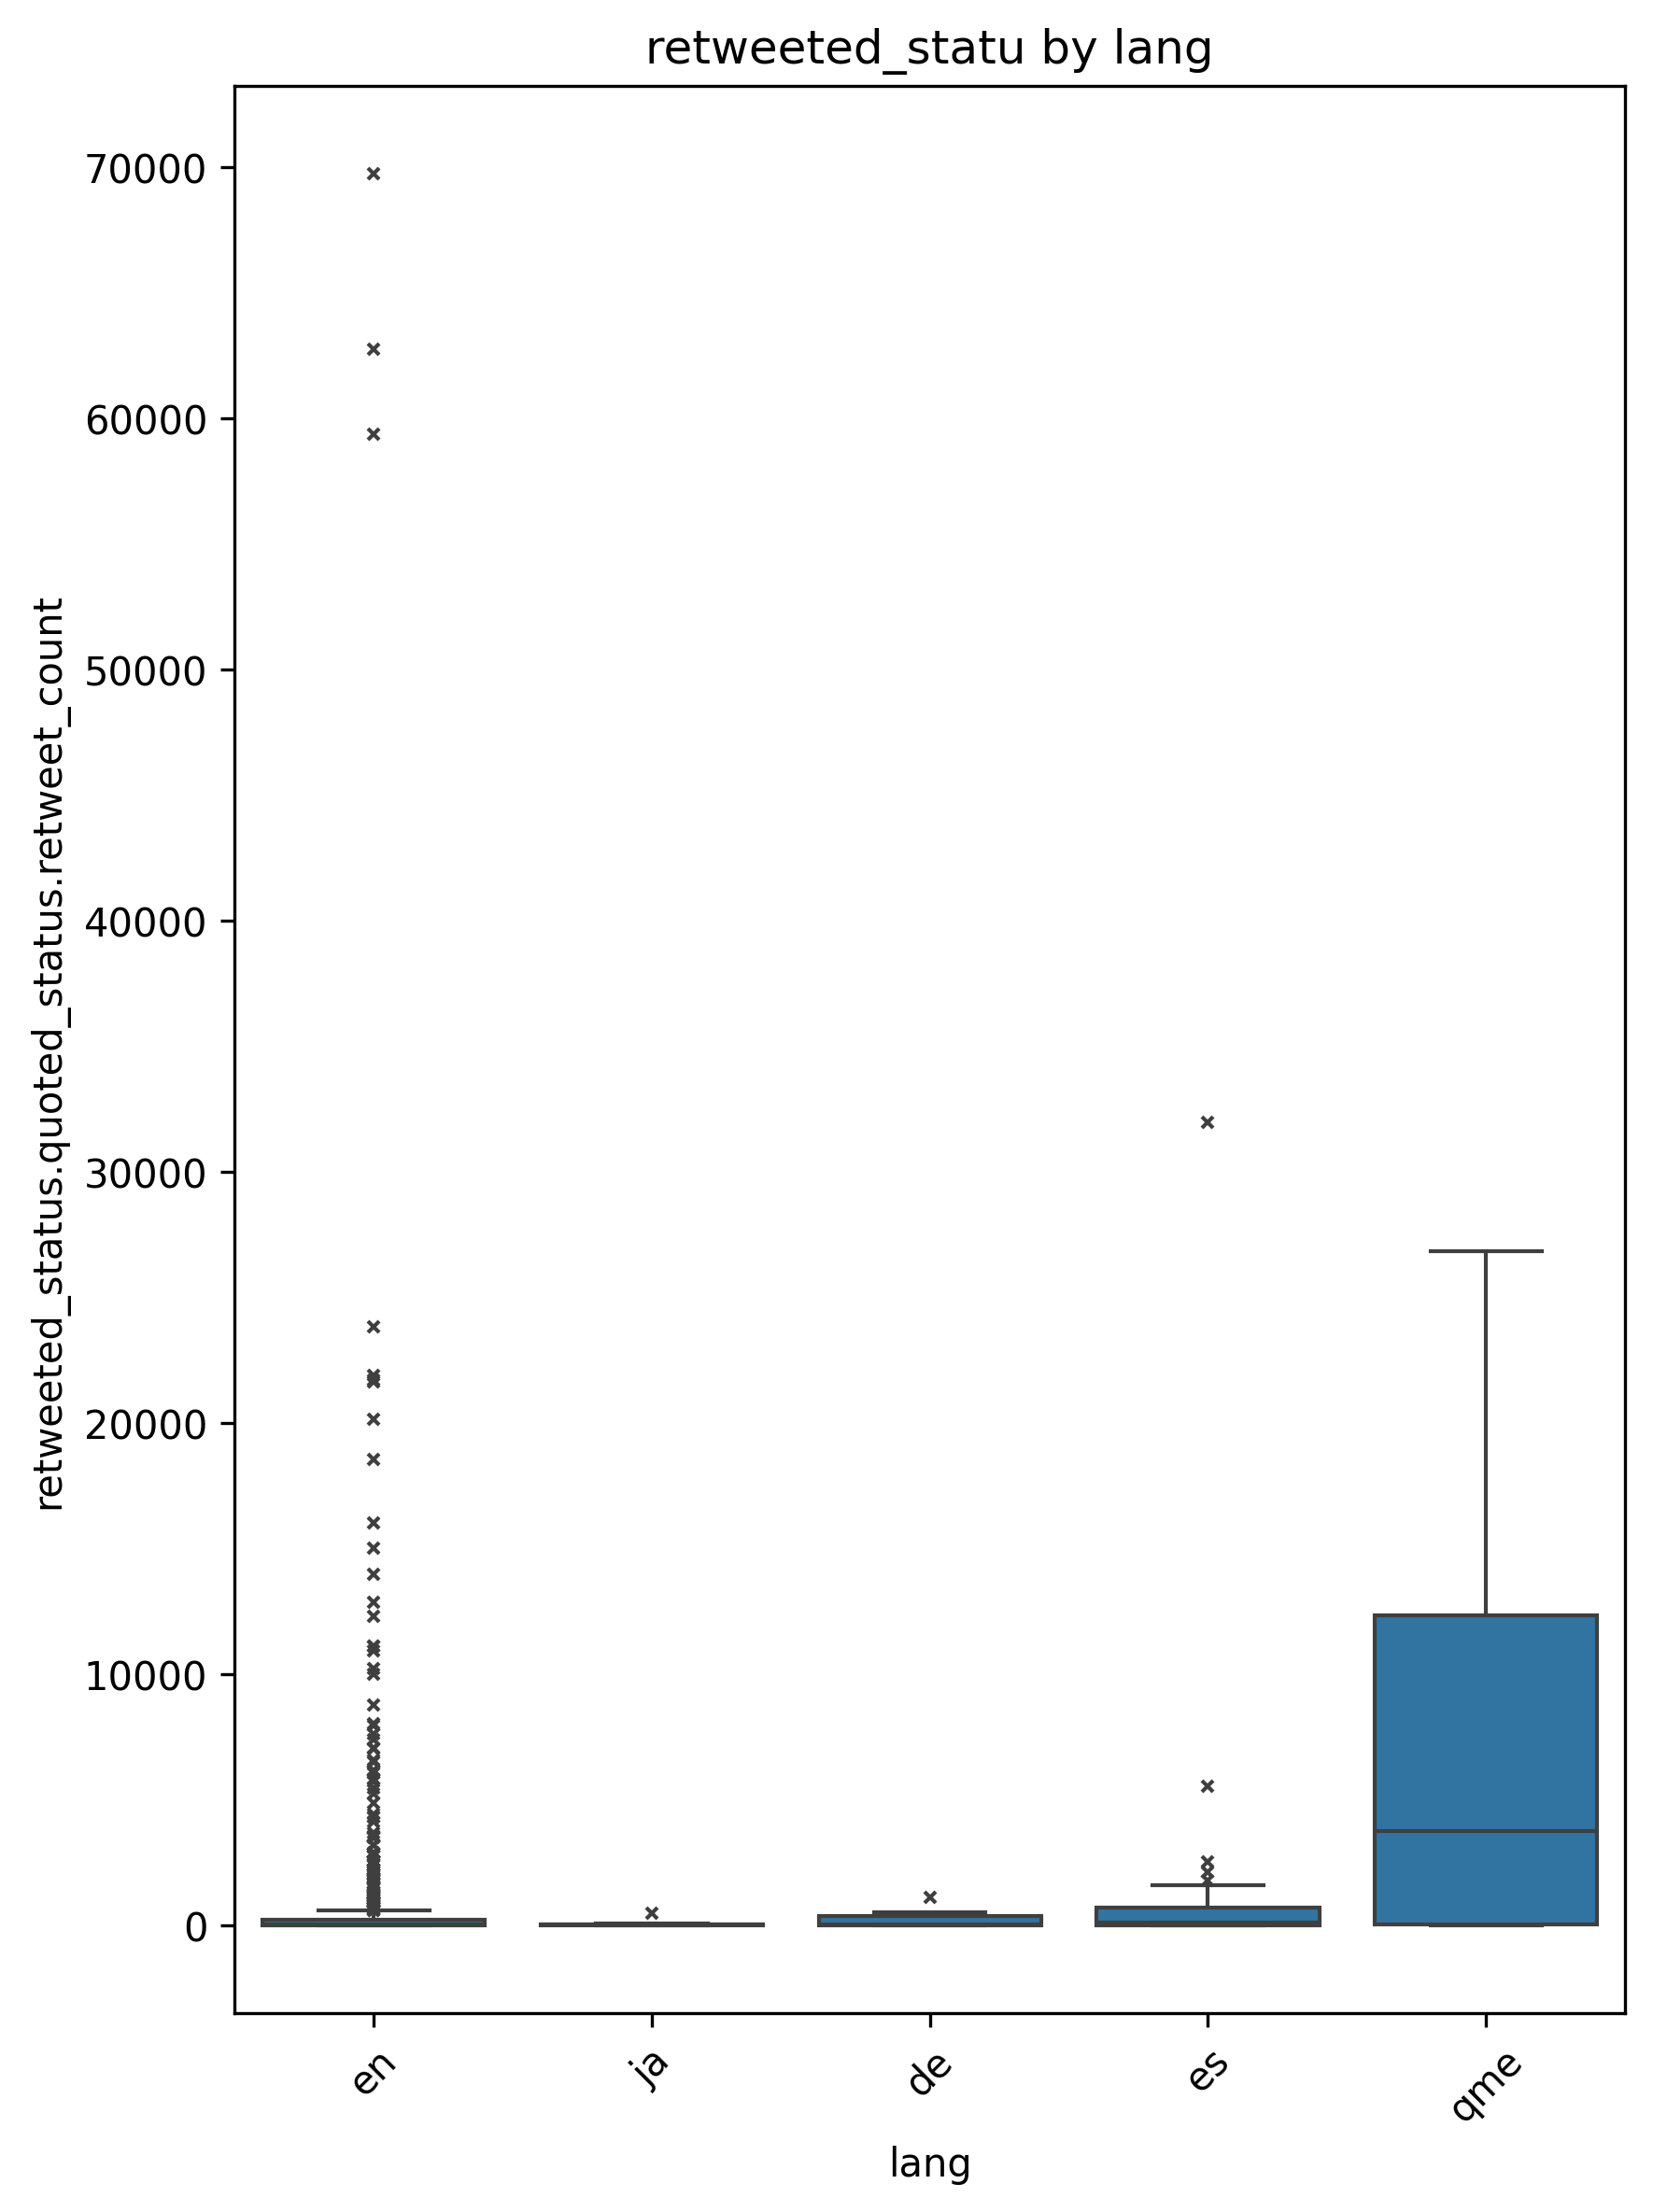 retweeted_statu by lang
70000
60000
50000
40000
30000
20000
10000
0
retweeted_status.quoted_status.retweet_count
en
ja
de
es
qme
lang